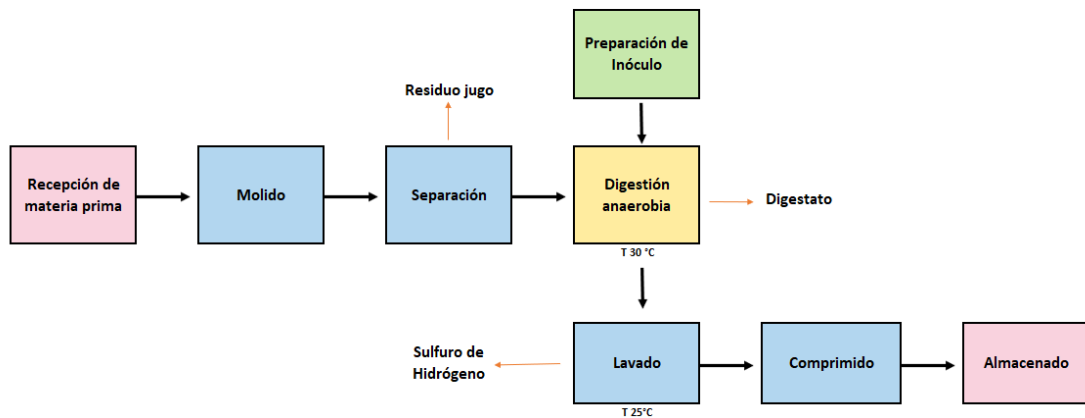 Preparación de
Inóculo
Residuo jugo
Recepción de
materia prima
Molido
Separación
Digestión
anaerobia
Digestato
T 30 °C
Sulfuro de
Hidrógeno
Lavado
Comprimido
Almacenado
T 25°C